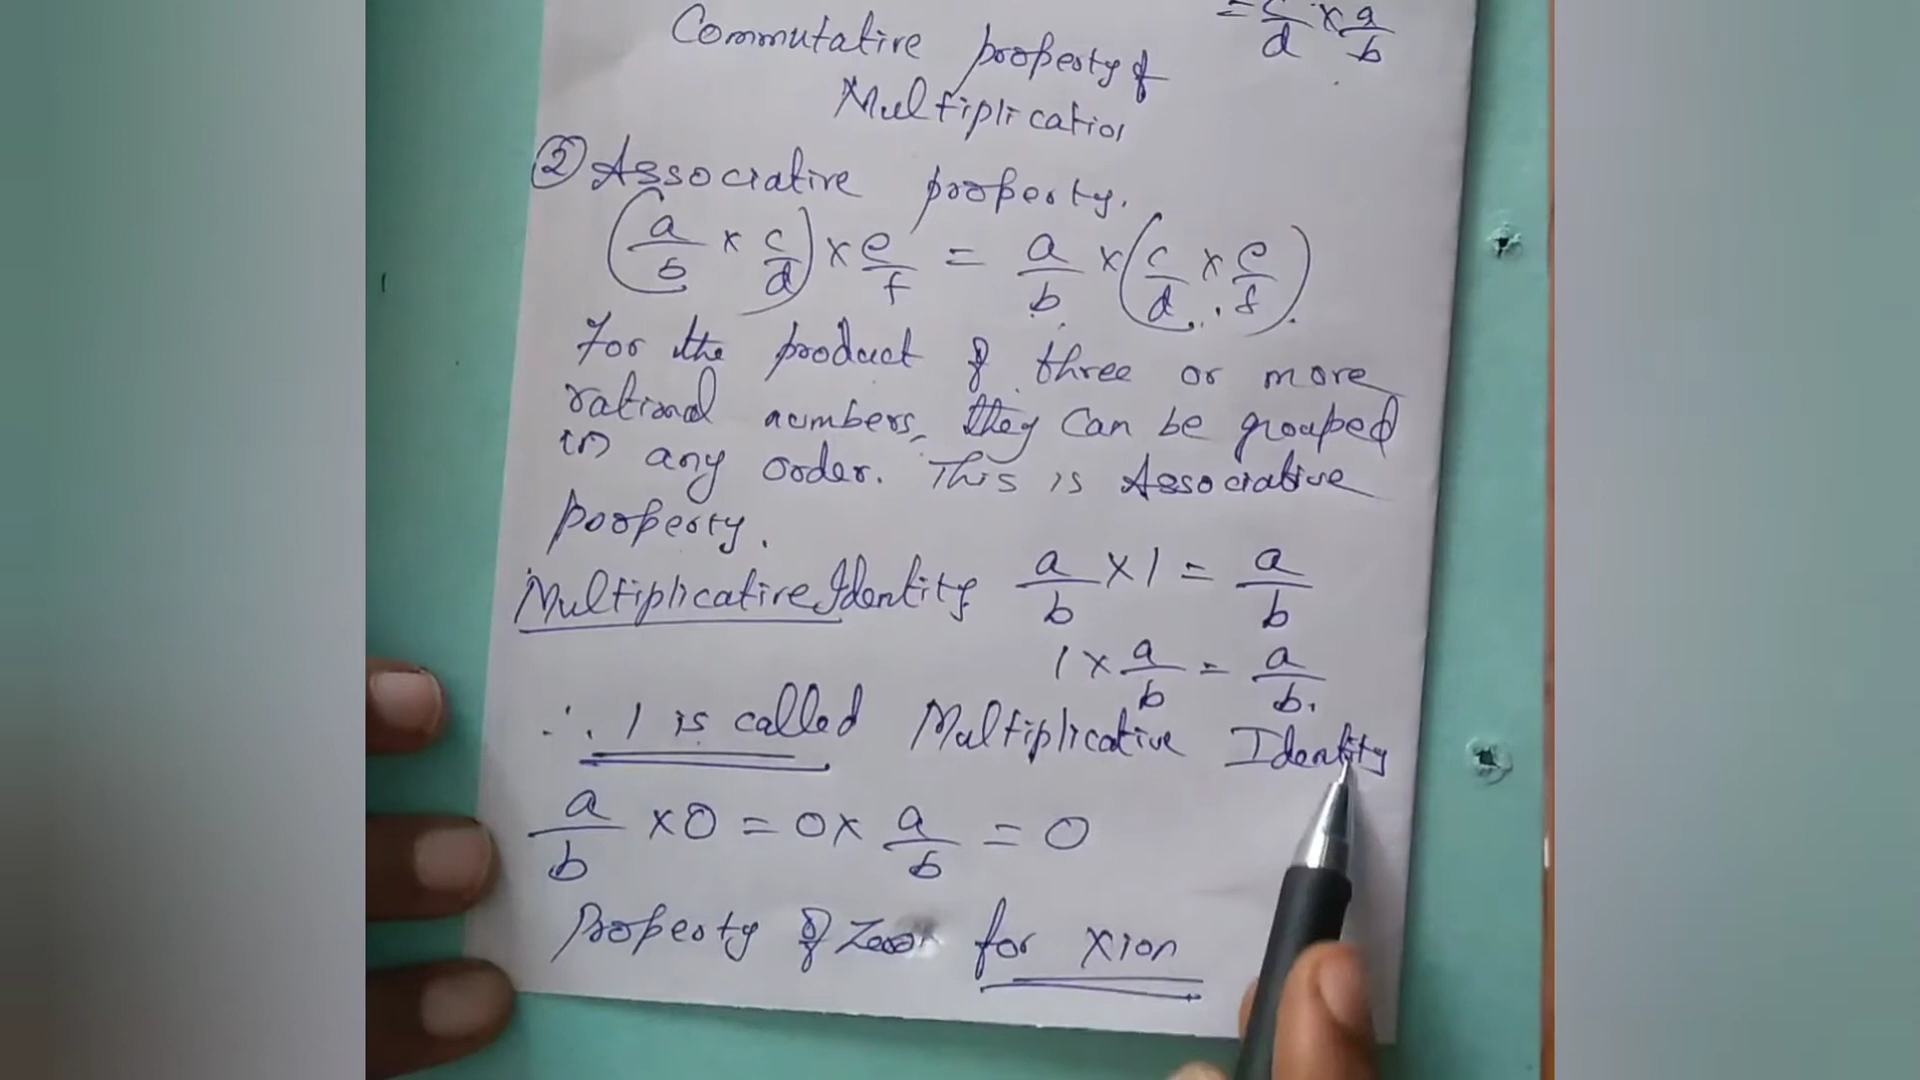 = c/d × a/b
Commutative property of
Multiplication
② Associative property.
(a/b × c/d) × e/f = a/b × (c/d × e/f).
For the product of three or more
rational numbers, they can be grouped
in any order. This is Associative
property.
Multiplicative Identity a/b × 1 = a/b
1 × a/b = a/b.
∴ 1 is called Multiplicative Identity
a/b × 0 = 0 × a/b = 0
Property of Zero for xion